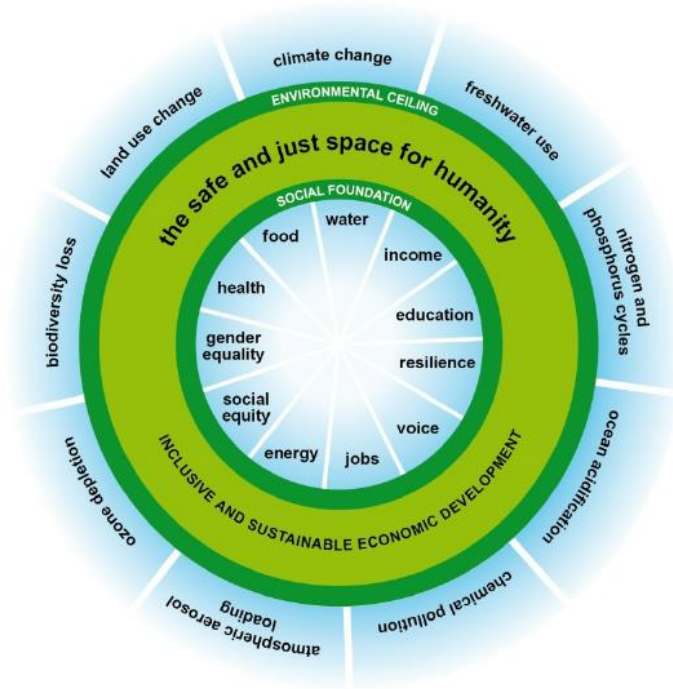 climate change
freshwater use
nitrogen and
phosphorus cycles
ocean acidification
chemical pollution
atmospheric aerosol
loading
ozone depletion
biodiversity loss
land use change
ENVIRONMENTAL CEILING
the safe and just space for humanity
SOCIAL FOUNDATION
water
income
education
resilience
voice
jobs
energy
social
equity
gender
equality
health
food
INCLUSIVE AND SUSTAINABLE ECONOMIC DEVELOPMENT